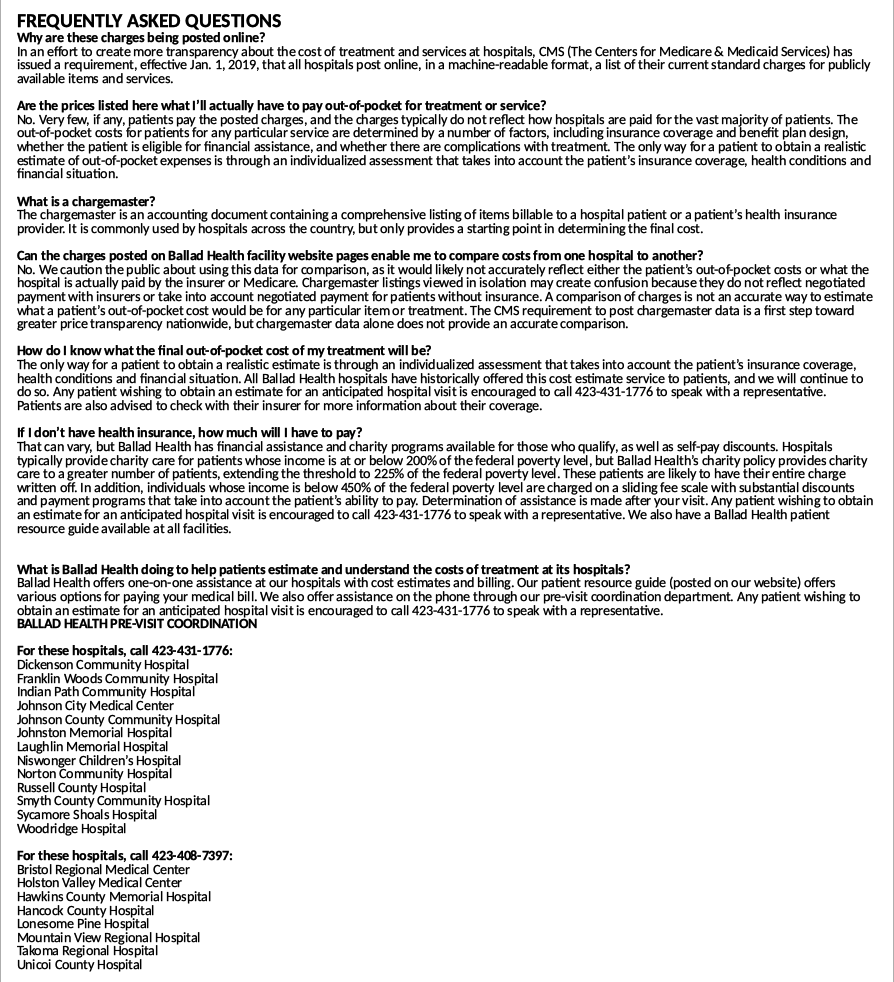 FREQUENTLY ASKED QUESTIONS
Why are these charges being posted online?
In an effort to create more transparency about the cost of treatment and services at hospitals, CMS (The Centers for Medicare & Medicaid Services) has
issued a requirement, effective Jan. 1, 2019, that all hospitals post online, in a machine-readable format, a list of their current standard charges for publicly
available items and services.
Are the prices listed here what I'll actually have to pay out-of-pocket for treatment or service?
No. Very few, if any, patients pay the posted charges, and the charges typically do not reflect how hospitals are paid for the vast majority of patients. The
out-of-pocket costs for patients for any particular service are determined by a number of factors, including insurance coverage and benefit plan design,
whether the patient is eligible for financial assistance, and whether there are complications with treatment. The only way for a patient to obtain a realistic
estimate of out-of-pocket expenses is through an individualized assessment that takes into account the patient's insurance coverage, health conditions and
financial situation.
What is a chargemaster?
The chargemaster is an accounting document containing a comprehensive listing of items billable to a hospital patient or a patient's health insurance
provider. It is commonly used by hospitals across the country, but only provides a starting point in determining the final cost.
Can the charges posted on Ballad Health facility website pages enable me to compare costs from one hospital to another?
No. We caution the public about using this data for comparison, as it would likely not accurately reflect either the patient's out-of-pocket costs or what the
hospital is actually paid by the insurer or Medicare. Chargemaster listings viewed in isolation may create confusion because they do not reflect negotiated
payment with insurers or take into account negotiated payment for patients without insurance. A comparison of charges is not an accurate way to estimate
what a patient's out-of-pocket cost would be for any particular item or treatment. The CMS requirement to post chargemaster data is a first step toward
greater price transparency nationwide, but chargemaster data alone does not provide an accurate comparison.
How do I know what the final out-of-pocket cost of my treatment will be?
The only way for a patient to obtain a realistic estimate is through an individualized assessment that takes into account the patient's insurance coverage,
health conditions and financial situation. All Ballad Health hospitals have historically offered this cost estimate service to patients, and we will continue to
do so. Any patient wishing to obtain an estimate for an anticipated hospital visit is encouraged to call 423-431-1776 to speak with a representative.
Patients are also advised to check with their insurer for more information about their coverage.
If I don't have health insurance, how much will I have to pay?
That can vary, but Ballad Health has financial assistance and charity programs available for those who qualify, as well as self-pay discounts. Hospitals
typically provide charity care for patients whose income is at or below 200% of the federal poverty level, but Ballad Health's charity policy provides charity
care to a greater number of patients, extending the threshold to 225% of the federal poverty level. These patients are likely to have their entire charge
written off. In addition, individuals whose income is below 450% of the federal poverty level are charged on a sliding fee scale with substantial discounts
and payment programs that take into account the patient's ability to pay. Determination of assistance is made after your visit. Any patient wishing to obtain
an estimate for an anticipated hospital visit is encouraged to call 423-431-1776 to speak with a representative. We also have a Ballad Health patient
resource guide available at all facilities.
What is Ballad Health doing to help patients estimate and understand the costs of treatment at its hospitals?
Ballad Health offers one-on-one assistance at our hospitals with cost estimates and billing. Our patient resource guide (posted on our website) offers
various options for paying your medical bill. We also offer assistance on the phone through our pre-visit coordination department. Any patient wishing to
obtain an estimate for an anticipated hospital visit is encouraged to call 423-431-1776 to speak with a representative.
BALLAD HEALTH PRE-VISIT COORDINATION
For these hospitals, call 423-431-1776:
Dickenson Community Hospital
Franklin Woods Community Hospital
Indian Path Community Hospital
Johnson City Medical Center
Johnson County Community Hospital
Johnston Memorial Hospital
Laughlin Memorial Hospital
Niswonger Children's Hospital
Norton Community Hospital
Russell County Hospital
Smyth County Community Hospital
Sycamore Shoals Hospital
Woodridge Hospital
For these hospitals, call 423-408-7397:
Bristol Regional Medical Center
Holston Valley Medical Center
Hawkins County Memorial Hospital
Hancock County Hospital
Lonesome Pine Hospital
Mountain View Regional Hospital
Takoma Regional Hospital
Unicoi County Hospital